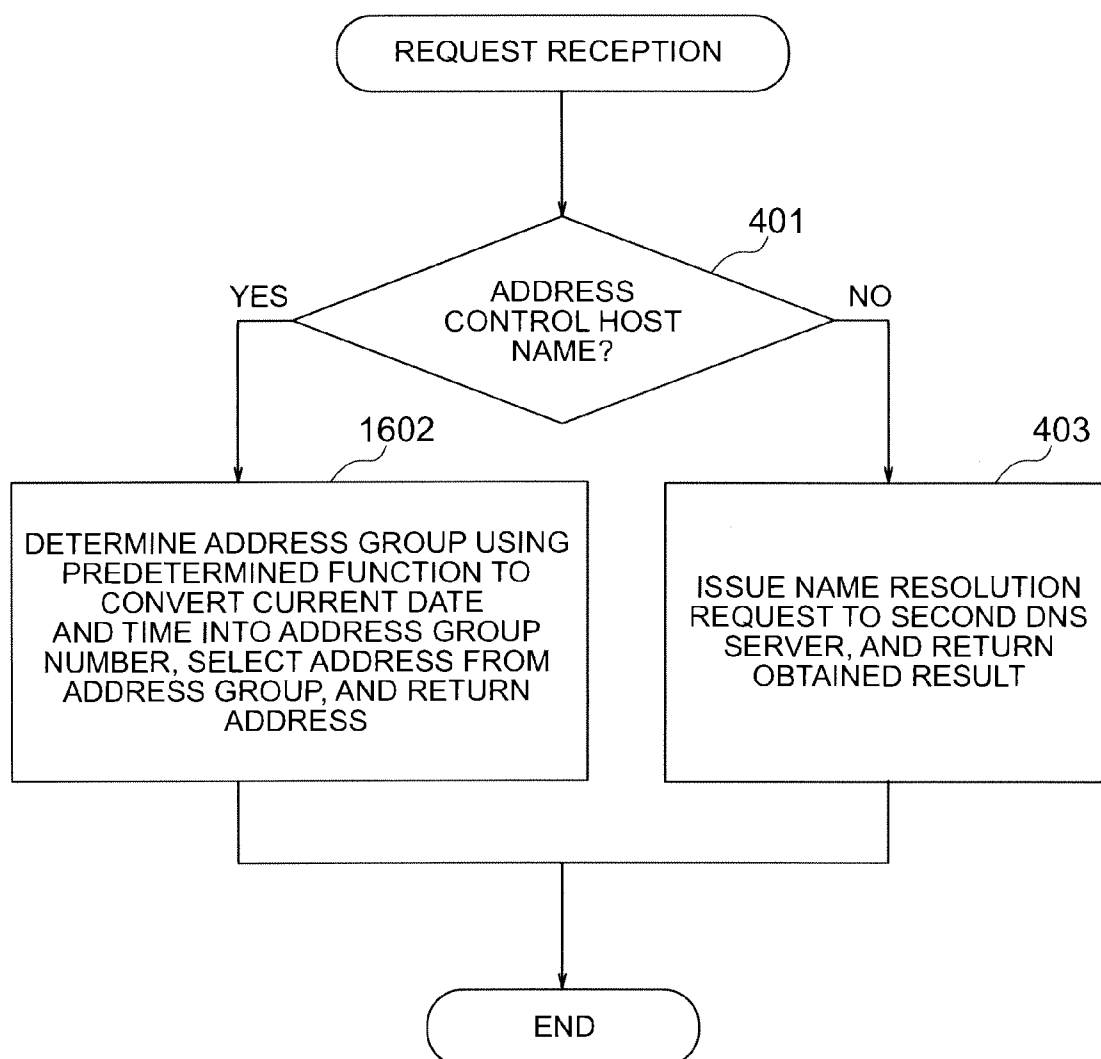 REQUEST RECEPTION
401
YES
ADDRESS
CONTROL HOST
NAME?
NO
1602
403
DETERMINE ADDRESS GROUP USING
PREDETERMINED FUNCTION TO
CONVERT CURRENT DATE
AND TIME INTO ADDRESS GROUP
NUMBER, SELECT ADDRESS FROM
ADDRESS GROUP, AND RETURN
ADDRESS
ISSUE NAME RESOLUTION
REQUEST TO SECOND DNS
SERVER, AND RETURN
OBTAINED RESULT
END